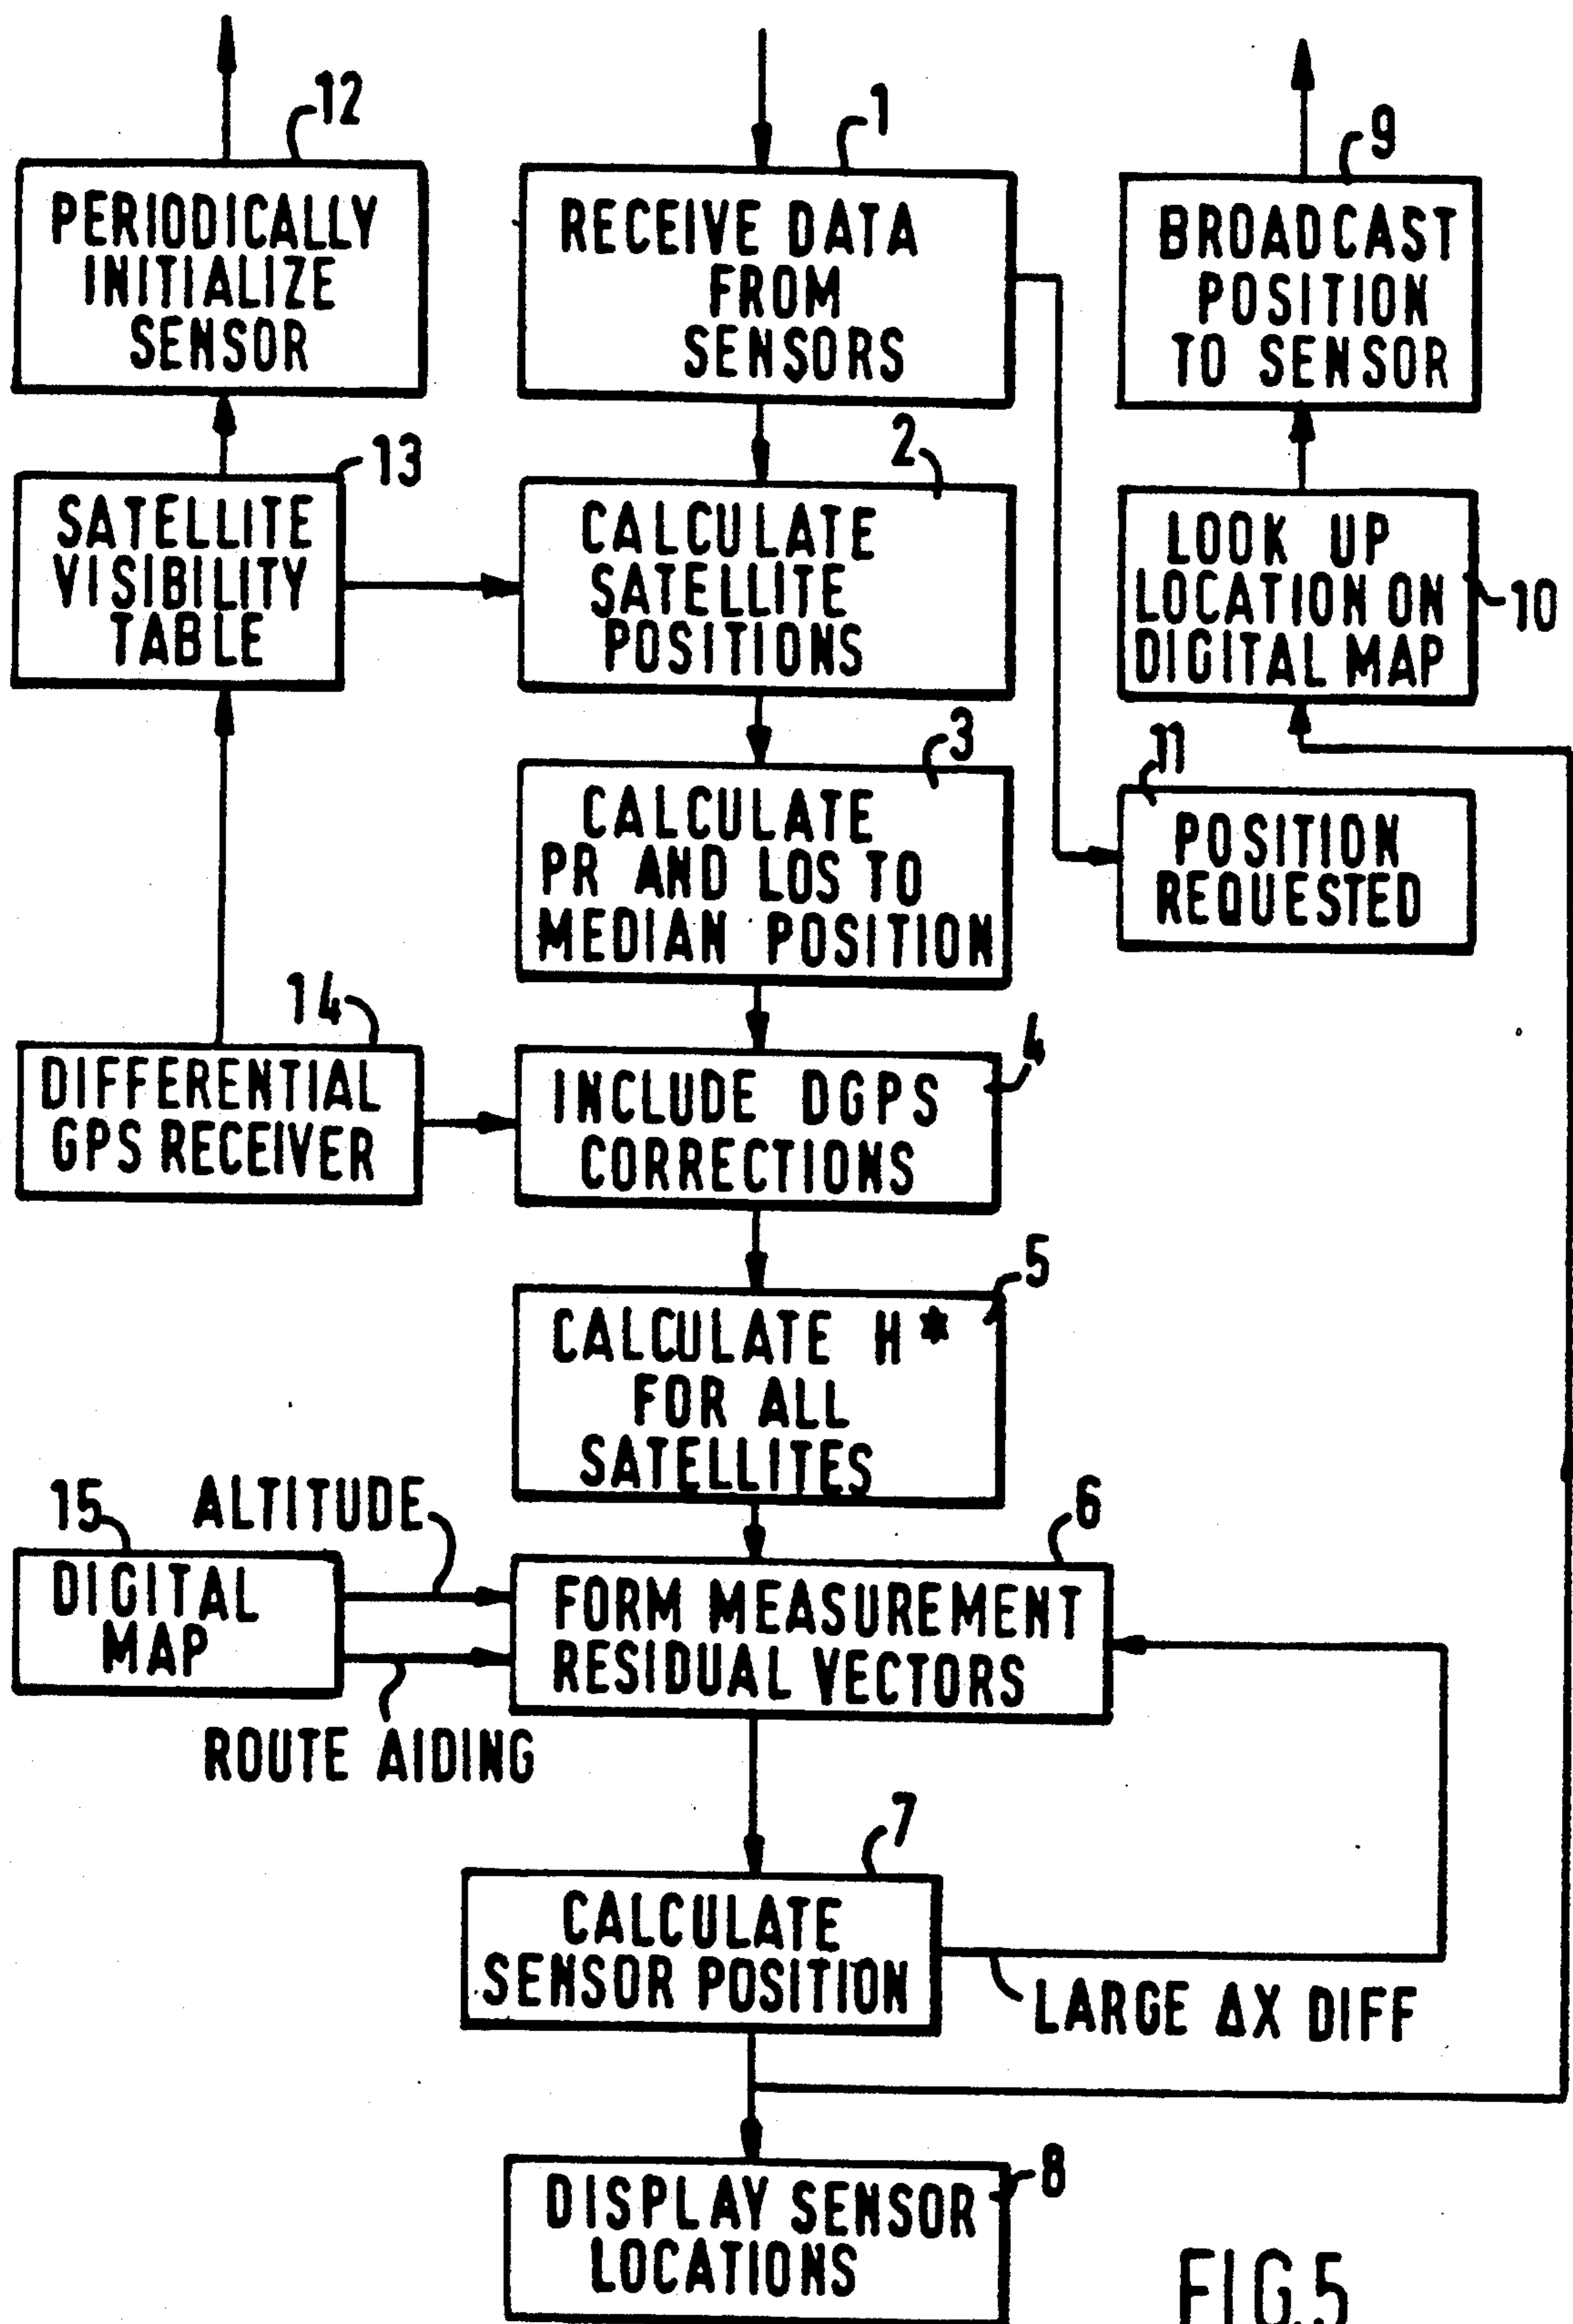 12
PERIODICALLY
INITIALIZE
SENSOR
1
RECEIVE DATA
FROM
SENSORS
9
BROADCAST
POSITION
TO SENSOR
13
SATELLITE
VISIBILITY
TABLE
2
CALCULATE
SATELLITE
POSITIONS
LOOK UP
LOCATION ON
DIGITAL MAP
10
3
CALCULATE
PR AND LOS TO
MEDIAN POSITION
11
POSITION
REQUESTED
14
DIFFERENTIAL
GPS RECEIVER
4
INCLUDE DGPS
CORRECTIONS
5
CALCULATE H*
FOR ALL
SATELLITES
15
ALTITUDE
DIGITAL
MAP
ROUTE AIDING
6
FORM MEASUREMENT
RESIDUAL VECTORS
7
CALCULATE
SENSOR POSITION
LARGE ΔX DIFF
8
DISPLAY SENSOR
LOCATIONS
FIG.5